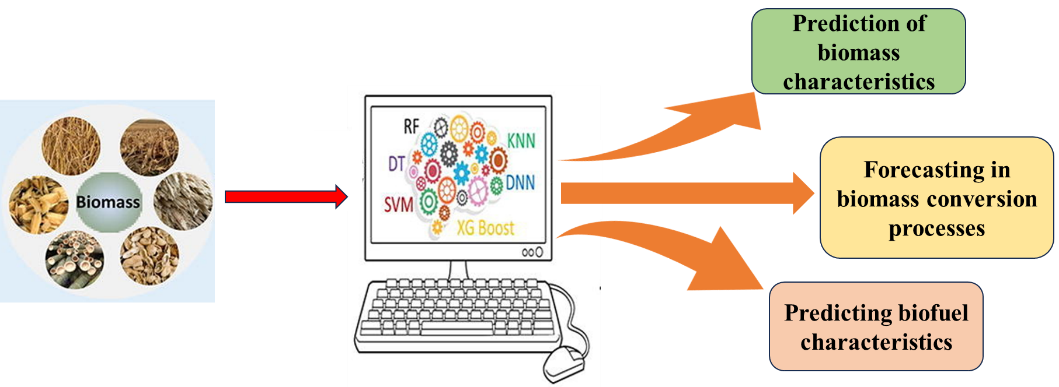 Biomass
RF
KNN
DT
DNN
SVM
XG Boost
Prediction of
biomass
characteristics
Forecasting in
biomass conversion
processes
Predicting biofuel
characteristics